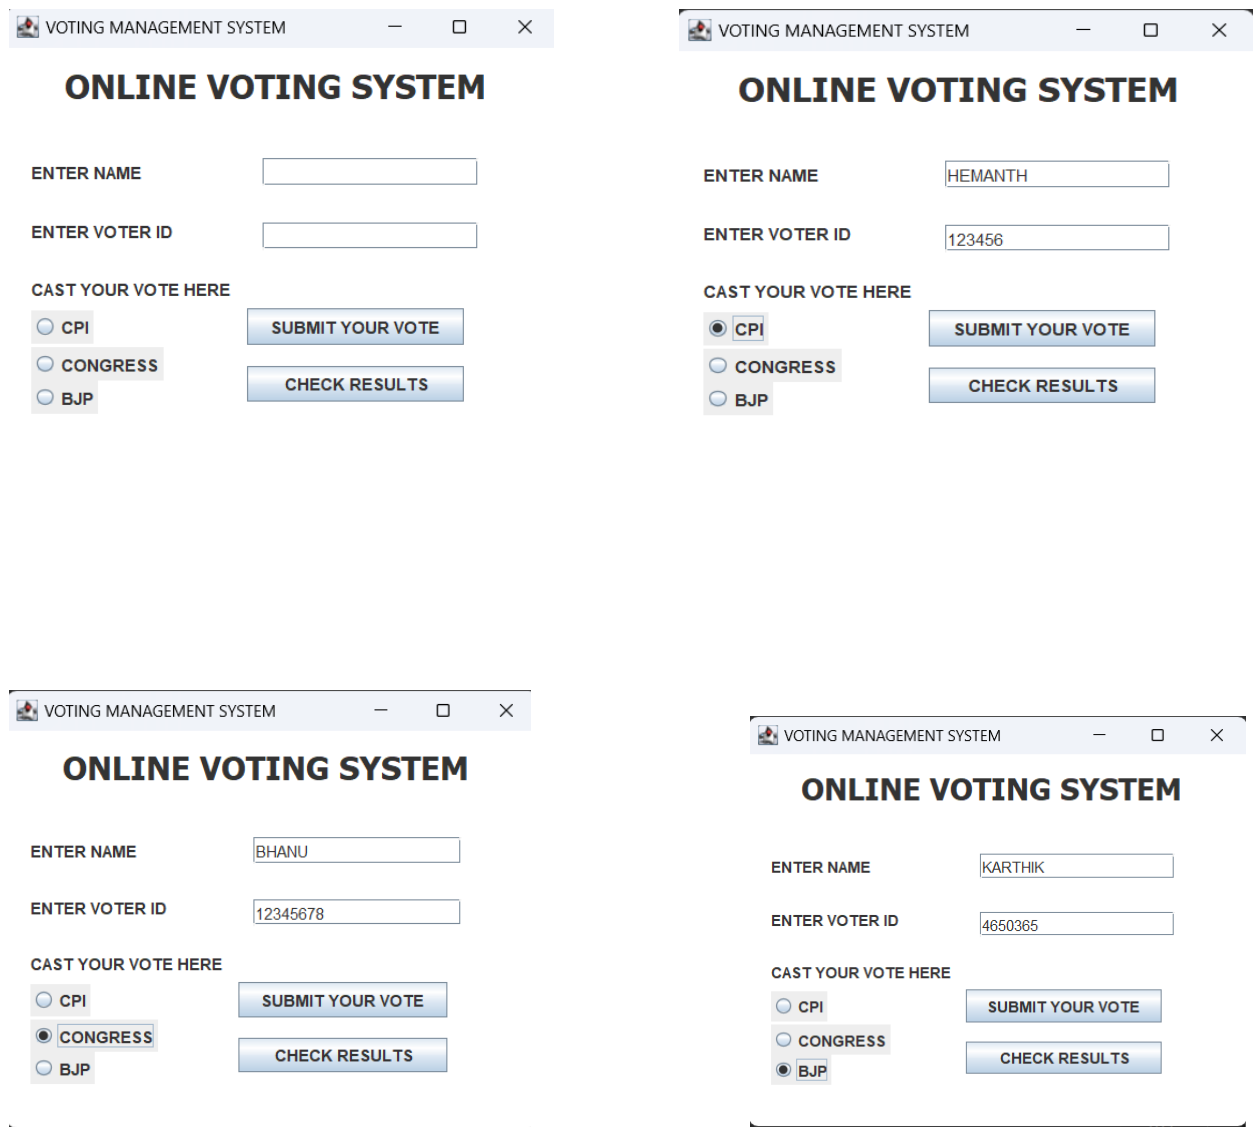 VOTING MANAGEMENT SYSTEM
ONLINE VOTING SYSTEM
ENTER NAME
ENTER VOTER ID
CAST YOUR VOTE HERE
CPI
SUBMIT YOUR VOTE
CONGRESS
CHECK RESULTS
BJP
VOTING MANAGEMENT SYSTEM
ONLINE VOTING SYSTEM
ENTER NAME HEMANTH
ENTER VOTER ID 123456
CAST YOUR VOTE HERE
CPI
SUBMIT YOUR VOTE
CONGRESS
CHECK RESULTS
BJP
VOTING MANAGEMENT SYSTEM
ONLINE VOTING SYSTEM
ENTER NAME BHANU
ENTER VOTER ID 12345678
CAST YOUR VOTE HERE
CPI
SUBMIT YOUR VOTE
CONGRESS
CHECK RESULTS
BJP
VOTING MANAGEMENT SYSTEM
ONLINE VOTING SYSTEM
ENTER NAME KARTHIK
ENTER VOTER ID 4650365
CAST YOUR VOTE HERE
CPI
SUBMIT YOUR VOTE
CONGRESS
CHECK RESULTS
BJP